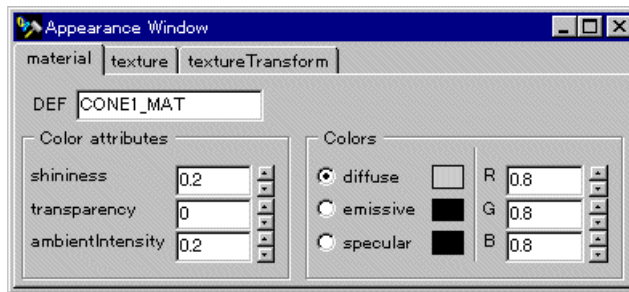 Appearance Window
material texture textureTransform
DEF CONE1_MAT
Color attributes
shininess 0.2
transparency 0
ambientIntensity 0.2
Colors
diffuse R 0.8
emissive G 0.8
specular B 0.8